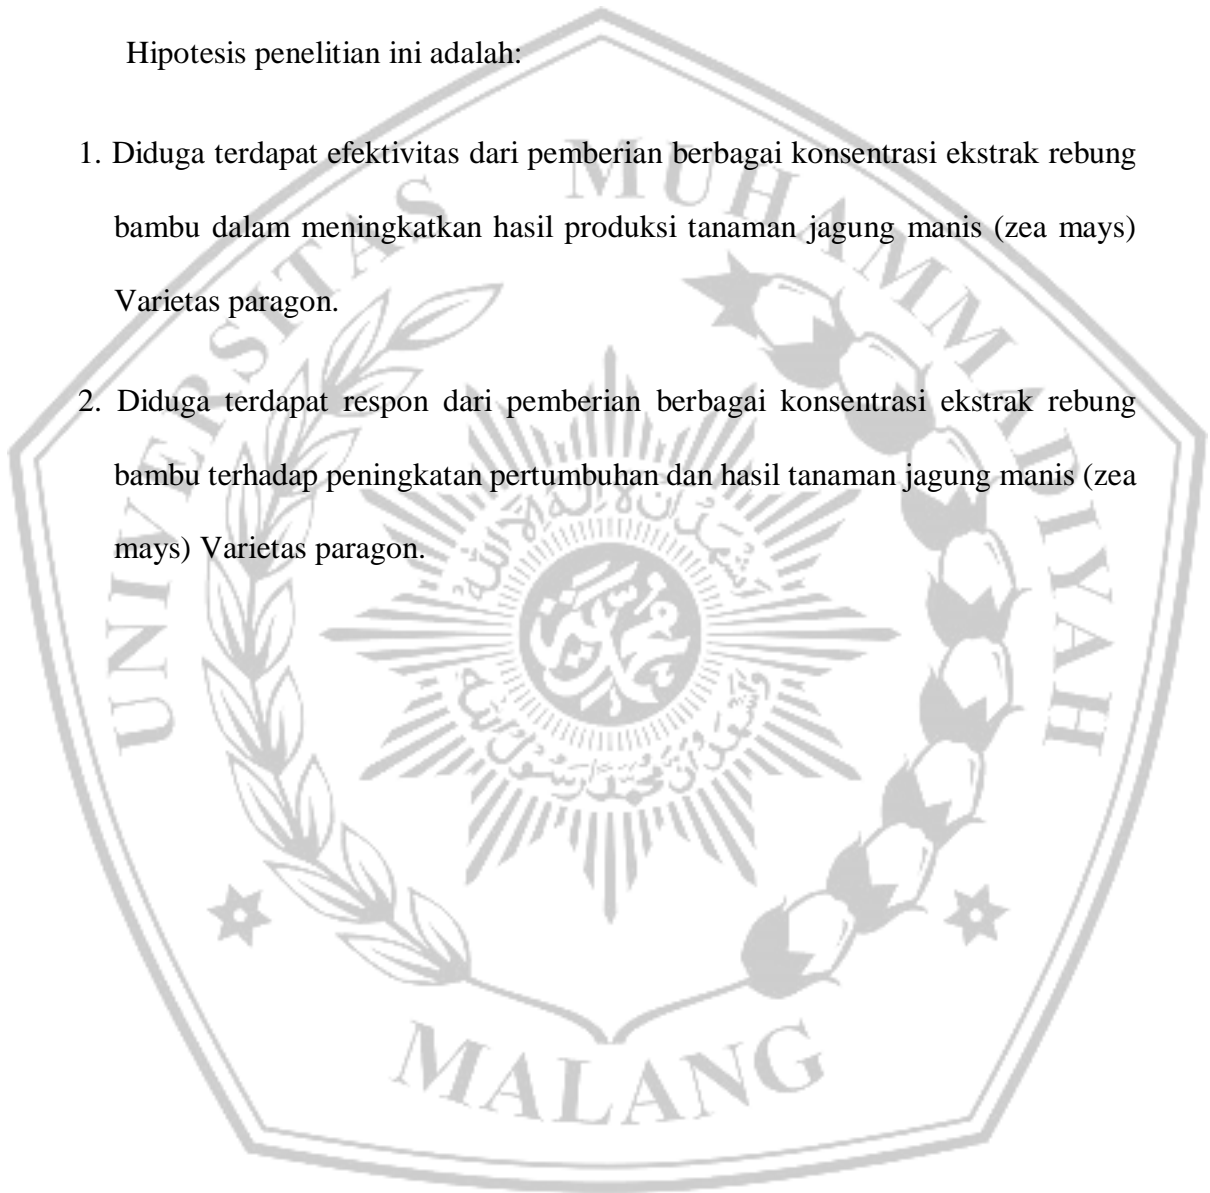 Hipotesis penelitian ini adalah:
1. Diduga terdapat efektivitas dari pemberian berbagai konsentrasi ekstrak rebung
bambu dalam meningkatkan hasil produksi tanaman jagung manis (zea mays)
Varietas paragon.
2. Diduga terdapat respon dari pemberian berbagai konsentrasi ekstrak rebung
bambu terhadap peningkatan pertumbuhan dan hasil tanaman jagung manis (zea
mays) Varietas paragon.
UNIVERSITAS MUHAMMADIYAH
MALANG